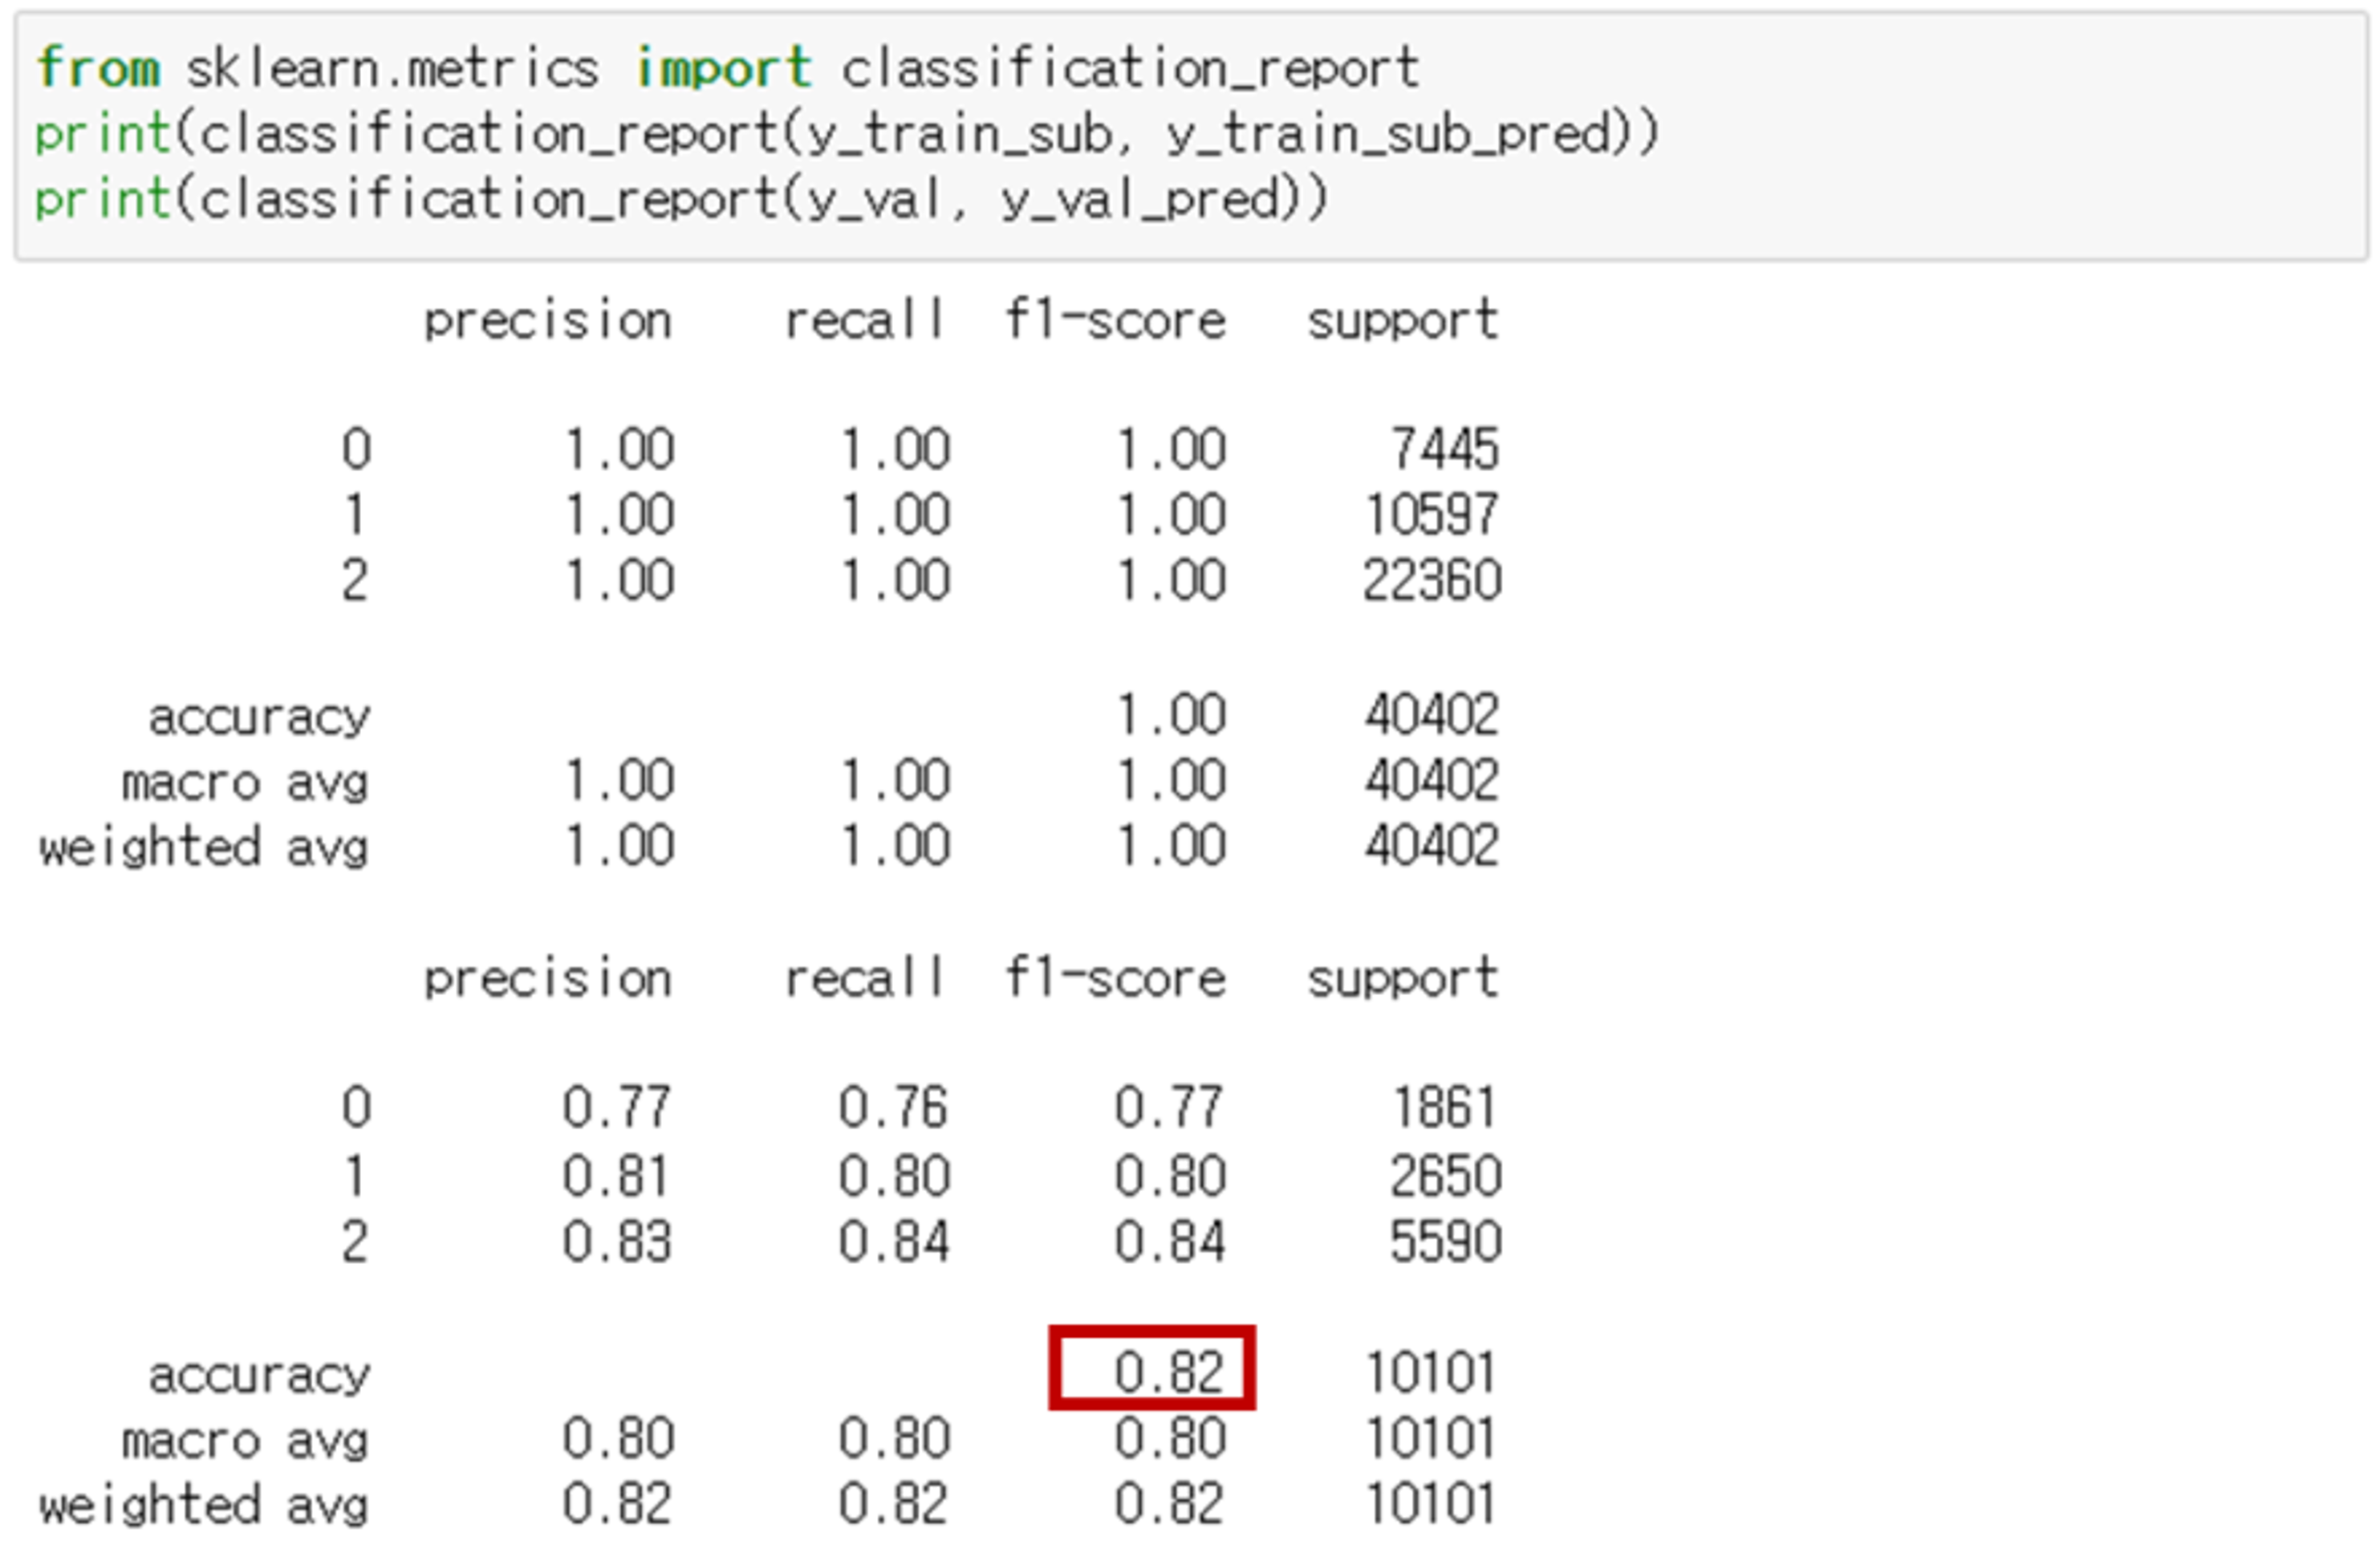 from sklearn.metrics import classification_report
print(classification_report(y_train_sub, y_train_sub_pred))
print(classification_report(y_val, y_val_pred))
precision recall f1-score support
0 1.00 1.00 1.00 7445
1 1.00 1.00 1.00 10597
2 1.00 1.00 1.00 22360
accuracy 1.00 40402
macro avg 1.00 1.00 1.00 40402
weighted avg 1.00 1.00 1.00 40402
precision recall f1-score support
0 0.77 0.76 0.77 1861
1 0.81 0.80 0.80 2650
2 0.83 0.84 0.84 5590
accuracy 0.82 10101
macro avg 0.80 0.80 0.80 10101
weighted avg 0.82 0.82 0.82 10101